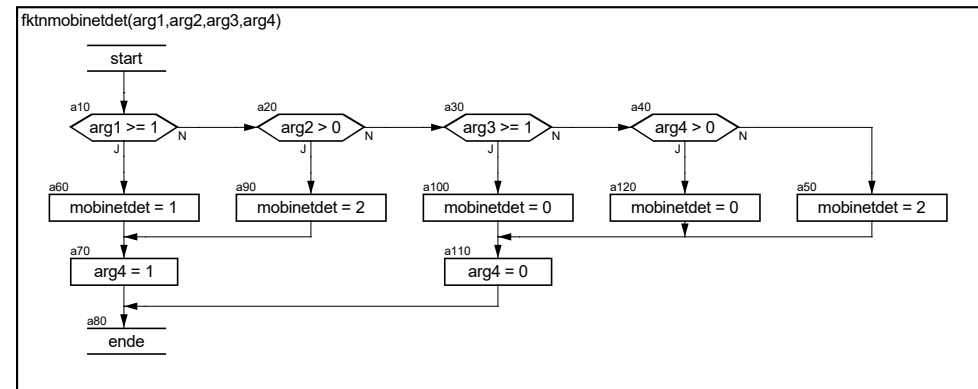 fktnmobinetdet(arg1,arg2,arg3,arg4)
start
a10
a20
a30
a40
arg1 >= 1
N
arg2 > 0
N
arg3 >= 1
N
arg4 > 0
N
J
J
J
J
a60
a90
a100
a120
a50
mobinetdet = 1
mobinetdet = 2
mobinetdet = 0
mobinetdet = 0
mobinetdet = 2
a70
a110
arg4 = 1
arg4 = 0
a80
ende